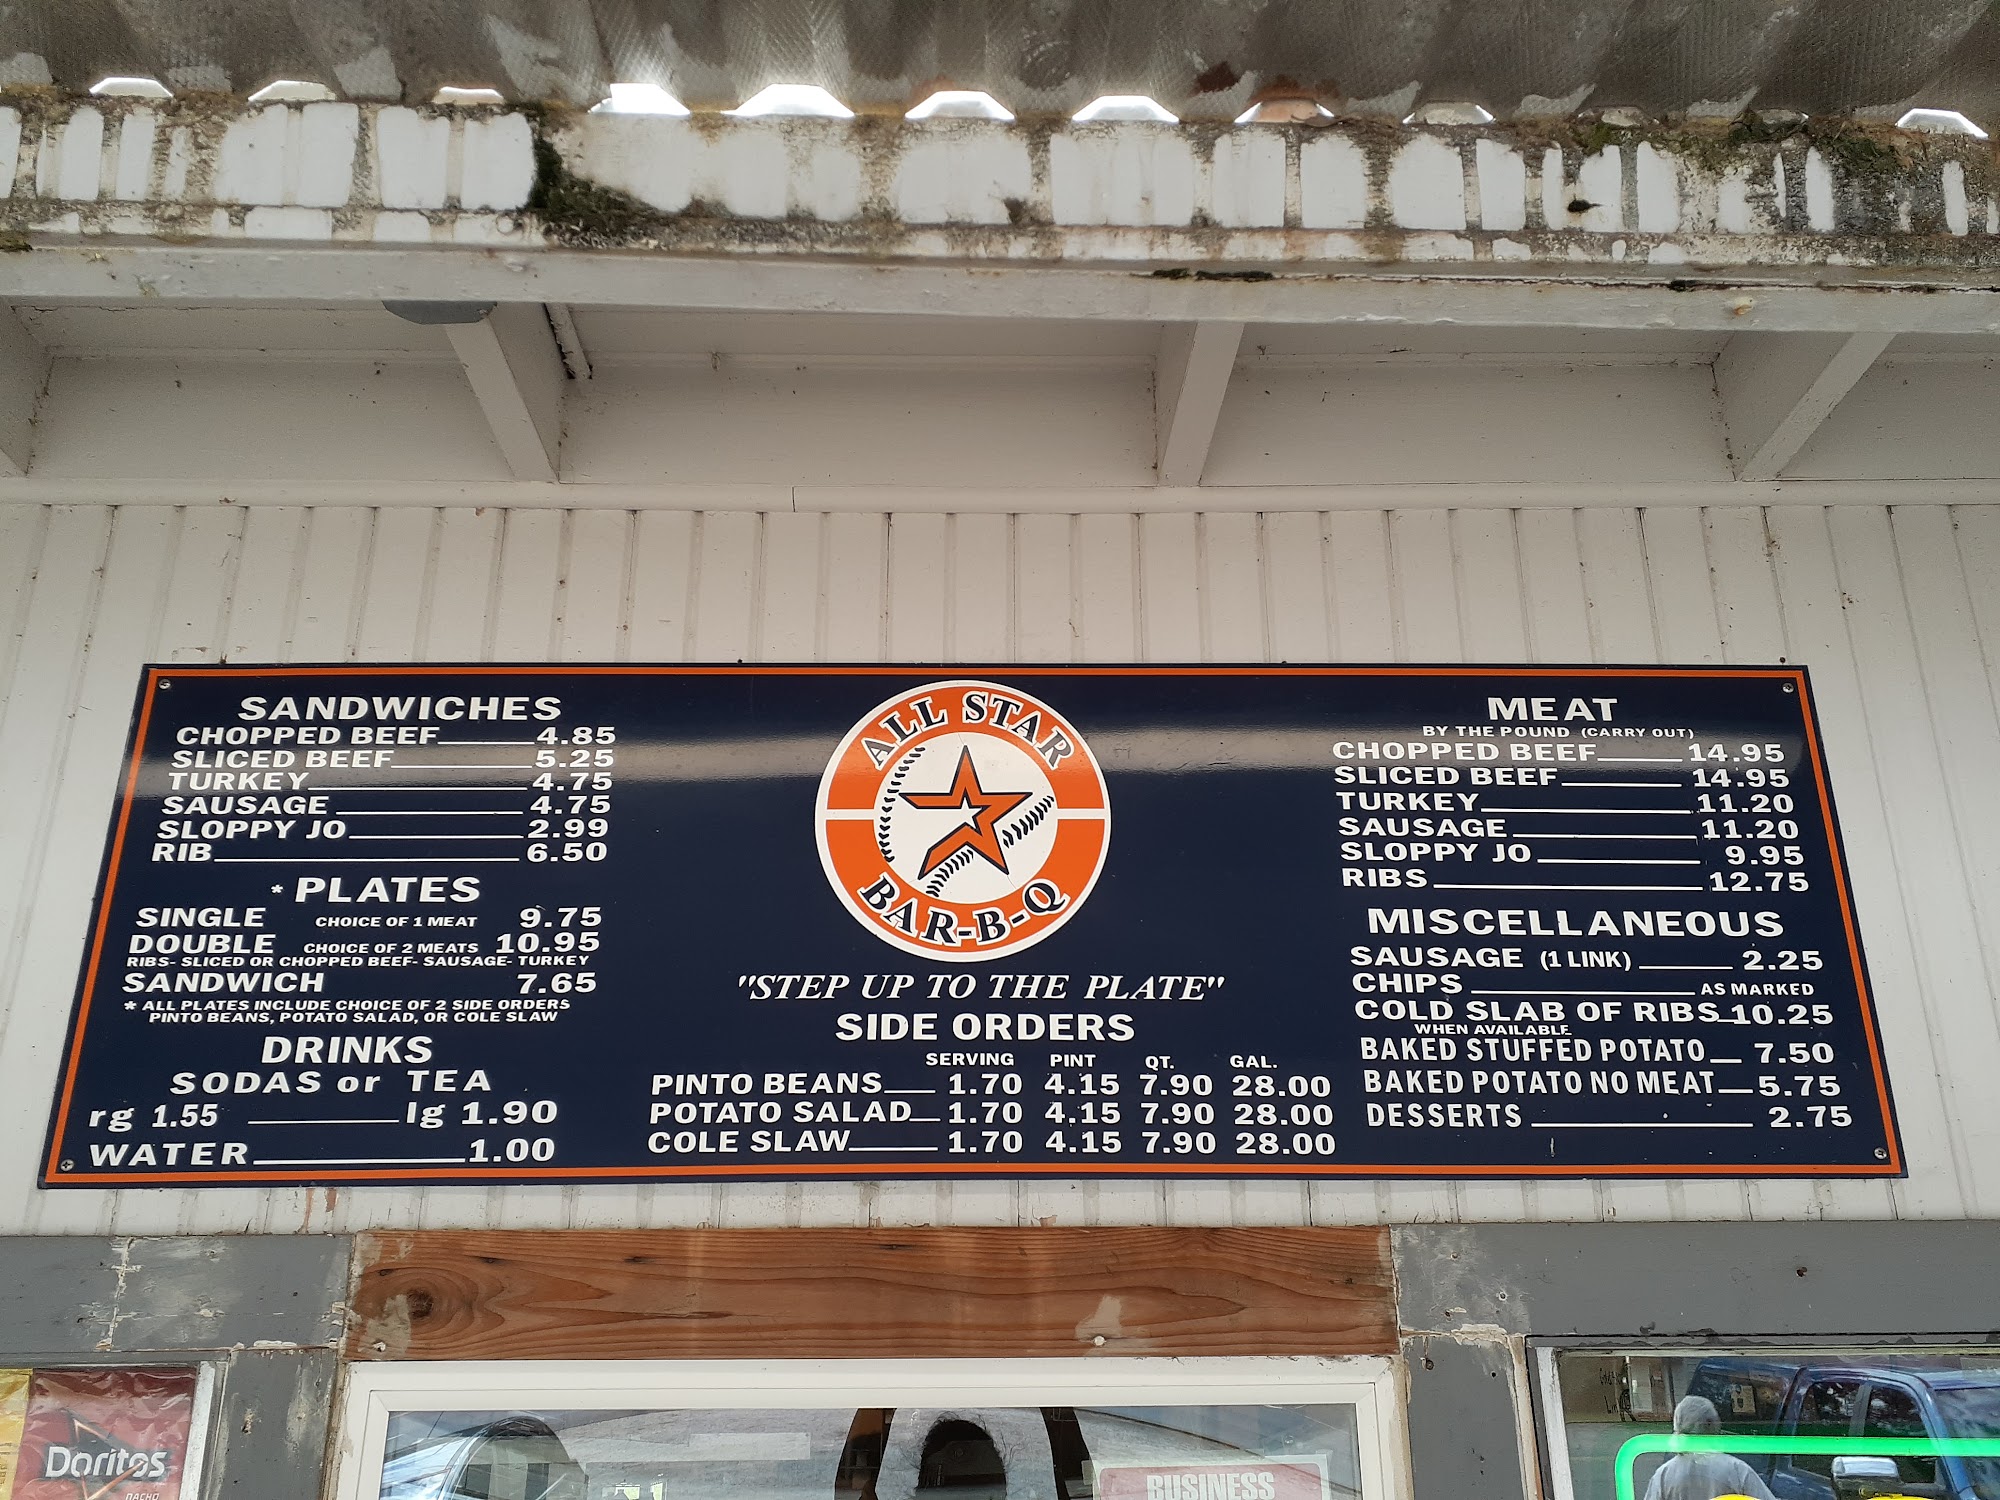 SANDWICHES
CHOPPED BEEF 4.85
SLICED BEEF 5.25
TURKEY 4.75
SAUSAGE 4.75
SLOPPY JO 2.99
RIB 6.50
* PLATES
SINGLE CHOICE OF 1 MEAT 9.75
DOUBLE CHOICE OF 2 MEATS 10.95
RIBS- SLICED OR CHOPPED BEEF- SAUSAGE- TURKEY
SANDWICH 7.65
* ALL PLATES INCLUDE CHOICE OF 2 SIDE ORDERS
PINTO BEANS, POTATO SALAD, OR COLE SLAW
DRINKS
SODAS or TEA
rg 1.55 lg 1.90
WATER 1.00
ALL STAR
BAR-B-Q
"STEP UP TO THE PLATE"
SIDE ORDERS
SERVING PINT QT. GAL.
PINTO BEANS 1.70 4.15 7.90 28.00
POTATO SALAD 1.70 4.15 7.90 28.00
COLE SLAW 1.70 4.15 7.90 28.00
MEAT
BY THE POUND (CARRY OUT)
CHOPPED BEEF 14.95
SLICED BEEF 14.95
TURKEY 11.20
SAUSAGE 11.20
SLOPPY JO 9.95
RIBS 12.75
MISCELLANEOUS
SAUSAGE (1 LINK) 2.25
CHIPS AS MARKED
COLD SLAB OF RIBS 10.25
WHEN AVAILABLE
BAKED STUFFED POTATO 7.50
BAKED POTATO NO MEAT 5.75
DESSERTS 2.75
Doritos
NACHO
BUSINESS